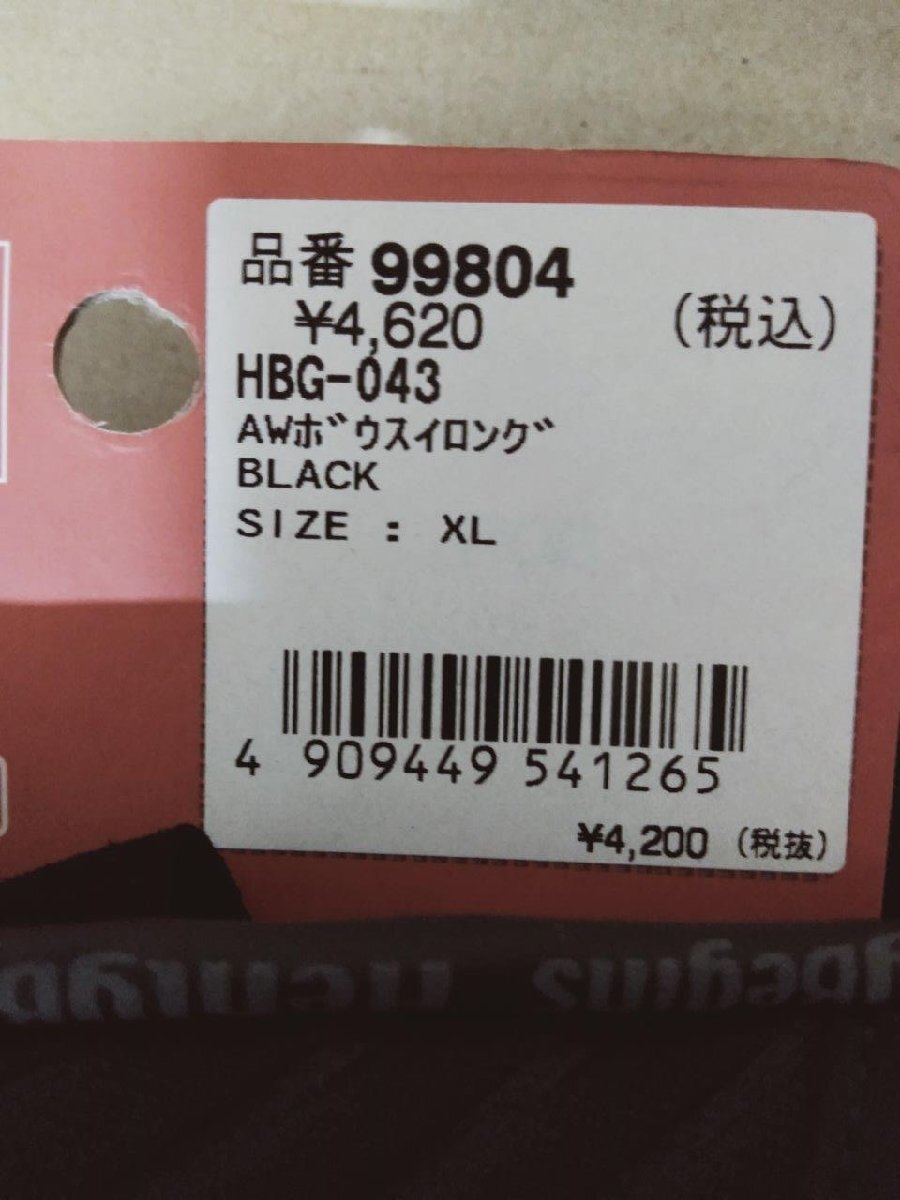 品番 99804
¥4,620 (税込)
HBG-043
AWボウスイロング
BLACK
SIZE : XL
4 909449 541265
¥4,200 (税抜)